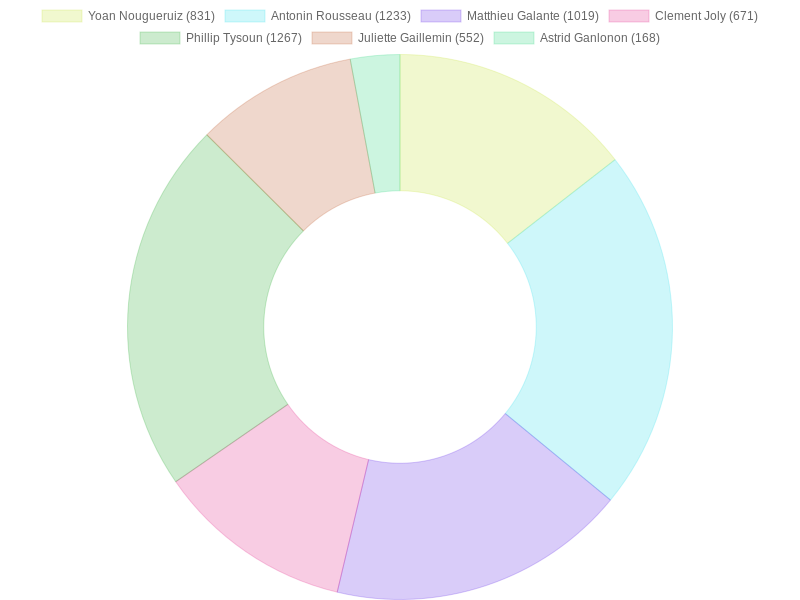 Yoan Nougueruiz (831) Antonin Rousseau (1233) Matthieu Galante (1019) Clement Joly (671)
Phillip Tysoun (1267) Juliette Gaillemin (552) Astrid Ganlonon (168)